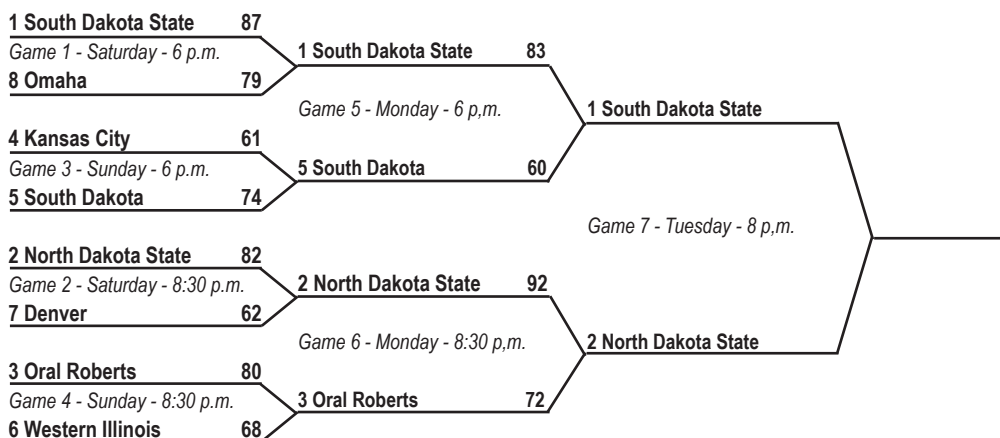 1 South Dakota State 87
Game 1 - Saturday - 6 p.m.
8 Omaha 79
4 Kansas City 61
Game 3 - Sunday - 6 p.m.
5 South Dakota 74
2 North Dakota State 82
Game 2 - Saturday - 8:30 p.m.
7 Denver 62
3 Oral Roberts 80
Game 4 - Sunday - 8:30 p.m.
6 Western Illinois 68
1 South Dakota State 83
Game 5 - Monday - 6 p,m.
5 South Dakota 60
2 North Dakota State 92
Game 6 - Monday - 8:30 p,m.
3 Oral Roberts 72
1 South Dakota State
Game 7 - Tuesday - 8 p,m.
2 North Dakota State